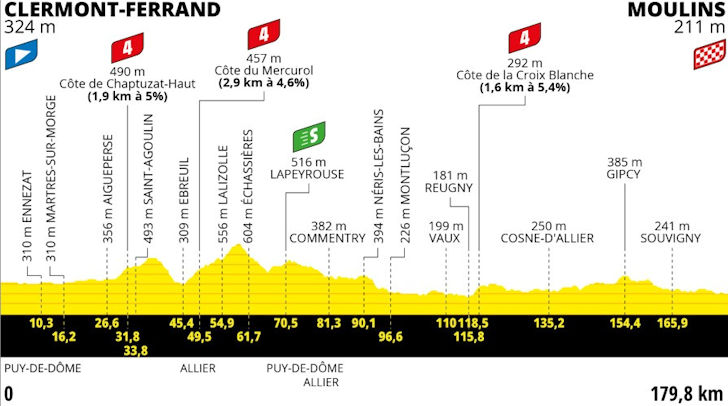 CLERMONT-FERRAND
324 m
MOULINS
211 m
4
490 m
Côte de Chaptuzat-Haut
(1,9 km à 5%)
4
457 m
Côte du Mercurol
(2,9 km à 4,6%)
4
292 m
Côte de la Croix Blanche
(1,6 km à 5,4%)
S
516 m
LAPEYROUSE
310 m ENNEZAT
310 m MARTRES-SUR-MORGE
356 m AIGUEPERSE
493 m SAINT-AGOULIN
309 m EBREUIL
556 m LALIZOLLE
604 m ÉCHASSIÈRES
382 m
COMMENTRY
394 m NÉRIS-LES-BAINS
226 m MONTLUÇON
199 m
VAUX
181 m
REUGNY
250 m
COSNE-D'ALLIER
385 m
GIPCY
241 m
SOUVIGNY
10,3
16,2
26,6
31,8
33,8
45,4
49,5
54,9
61,7
70,5
81,3
90,1
96,6
110
115,8
118,5
135,2
154,4
165,9
PUY-DE-DÔME
ALLIER
PUY-DE-DÔME
ALLIER
0
179,8 km